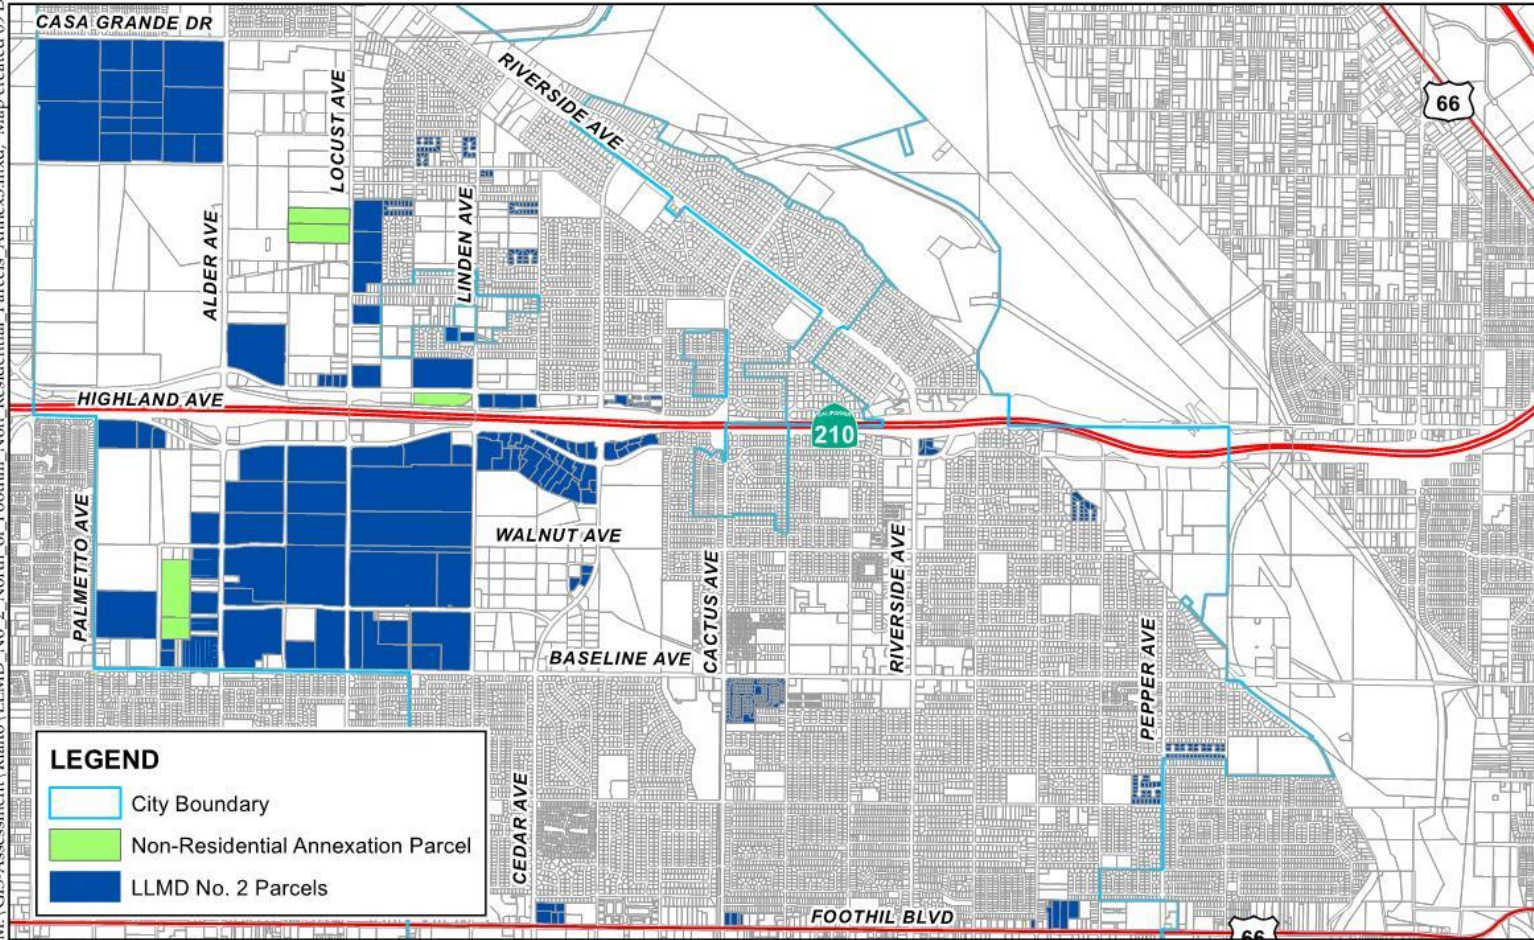 CASA GRANDE DR
RIVERSIDE AVE
66
LOCUST AVE
ALDER AVE
LINDEN AVE
HIGHLAND AVE
CALIFORNIA
210
PALMETTO AVE
WALNUT AVE
CACTUS AVE
RIVERSIDE AVE
BASELINE AVE
PEPPER AVE
LEGEND
City Boundary
Non-Residential Annexation Parcel
LLMD No. 2 Parcels
CEDAR AVE
FOOTHIL BLVD
66